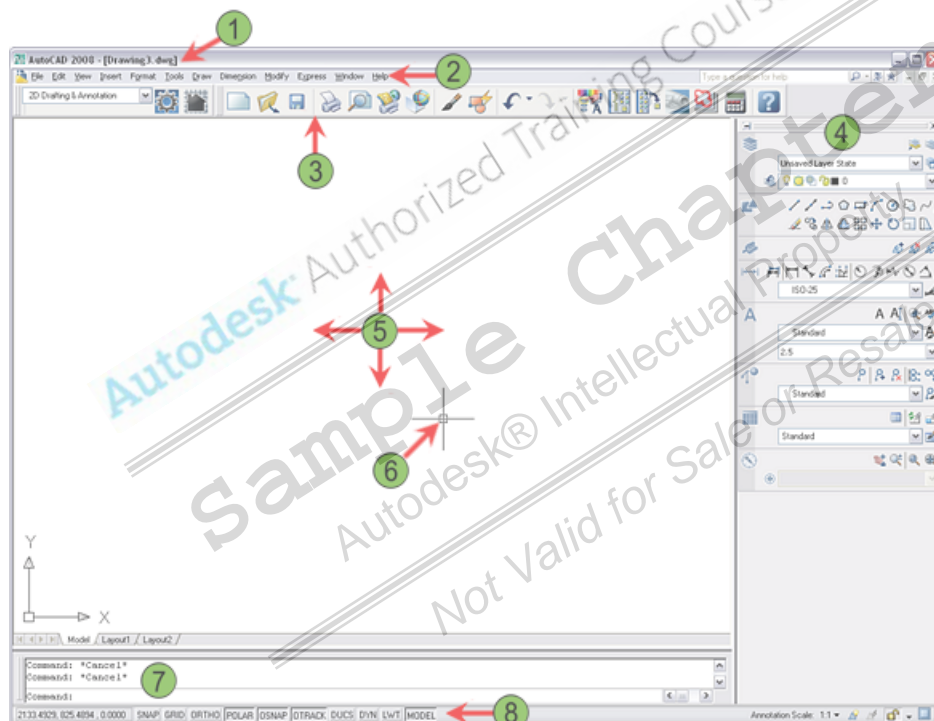 1
AutoCAD 2008 - [Drawing3.dwg]
File Edit View Insert Format Tools Draw Dimension Modify Express Window Help
2
Type a question for help
2D Drafting & Annotation
3
4
Unsaved Layer State
0
ISO-25
A A A
Standard
2.5
Standard
Standard
5
6
Y
X
Model Layout1 Layout2
Command: *Cancel*
Command: *Cancel*
7
Command:
2133.4929, 825.4894, 0.0000 SNAP GRID ORTHO POLAR OSNAP OTRACK DUCS DYN LWT MODEL
8
Annotation Scale: 1:1
Autodesk Authorized Training Cours
Sample Chapter
Autodesk® Intellectual Property
Not Valid for Sale or Resale